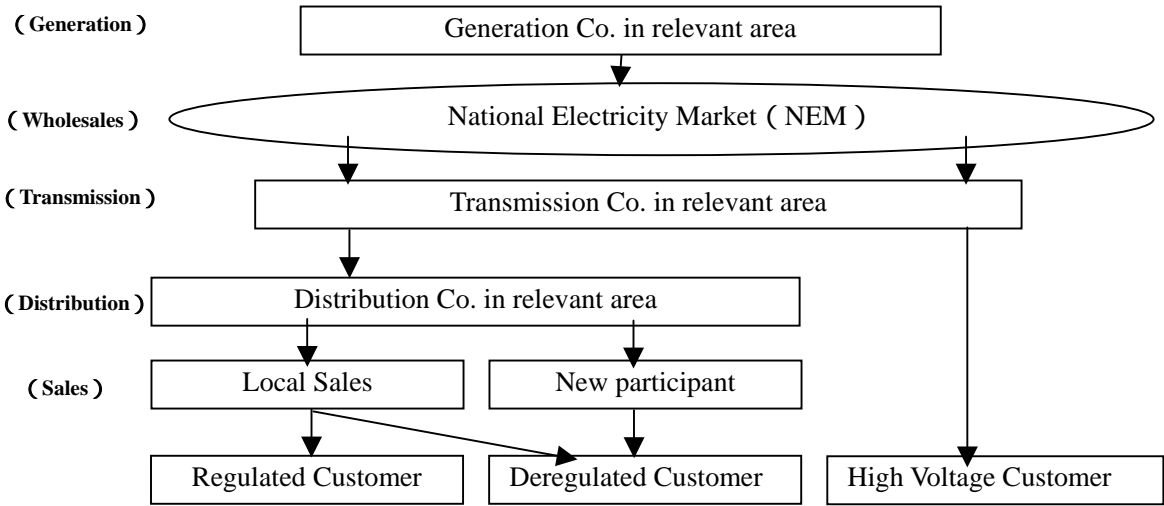 (Generation)
Generation Co. in relevant area
(Wholesales)
National Electricity Market (NEM)
(Transmission)
Transmission Co. in relevant area
(Distribution)
Distribution Co. in relevant area
(Sales)
Local Sales
New participant
Regulated Customer
Deregulated Customer
High Voltage Customer